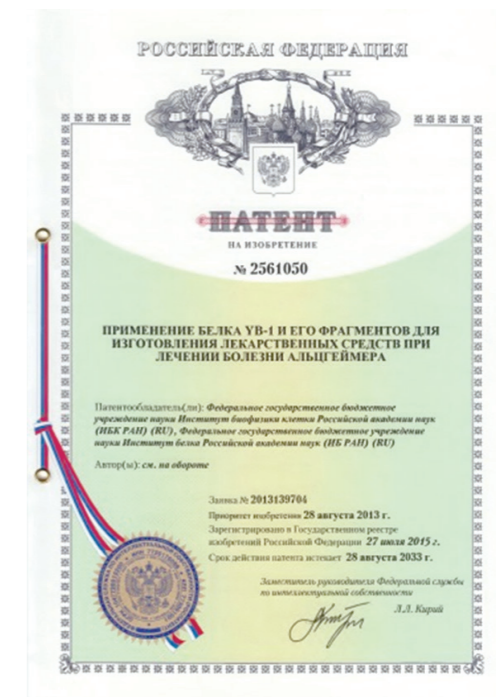 РОССИЙСКАЯ ФЕДЕРАЦИЯ
ПАТЕНТ
НА ИЗОБРЕТЕНИЕ
№ 2561050
ПРИМЕНЕНИЕ БЕЛКА YB-1 И ЕГО ФРАГМЕНТОВ ДЛЯ
ИЗГОТОВЛЕНИЯ ЛЕКАРСТВЕННЫХ СРЕДСТВ ПРИ
ЛЕЧЕНИИ БОЛЕЗНИ АЛЬЦГЕЙМЕРА
Патентообладатель(ли): Федеральное государственное бюджетное
учреждение науки Институт биофизики клетки Российской академии наук
(ИБК РАН) (RU), Федеральное государственное бюджетное учреждение
науки Институт белка Российской академии наук (ИБ РАН) (RU)
Автор(ы): см. на обороте
Заявка № 2013139704
Приоритет изобретения 28 августа 2013 г.
Зарегистрировано в Государственном реестре
изобретений Российской Федерации 27 июля 2015 г.
Срок действия патента истекает 28 августа 2033 г.
Заместитель руководителя Федеральной службы
по интеллектуальной собственности
Л.Л. Кирий